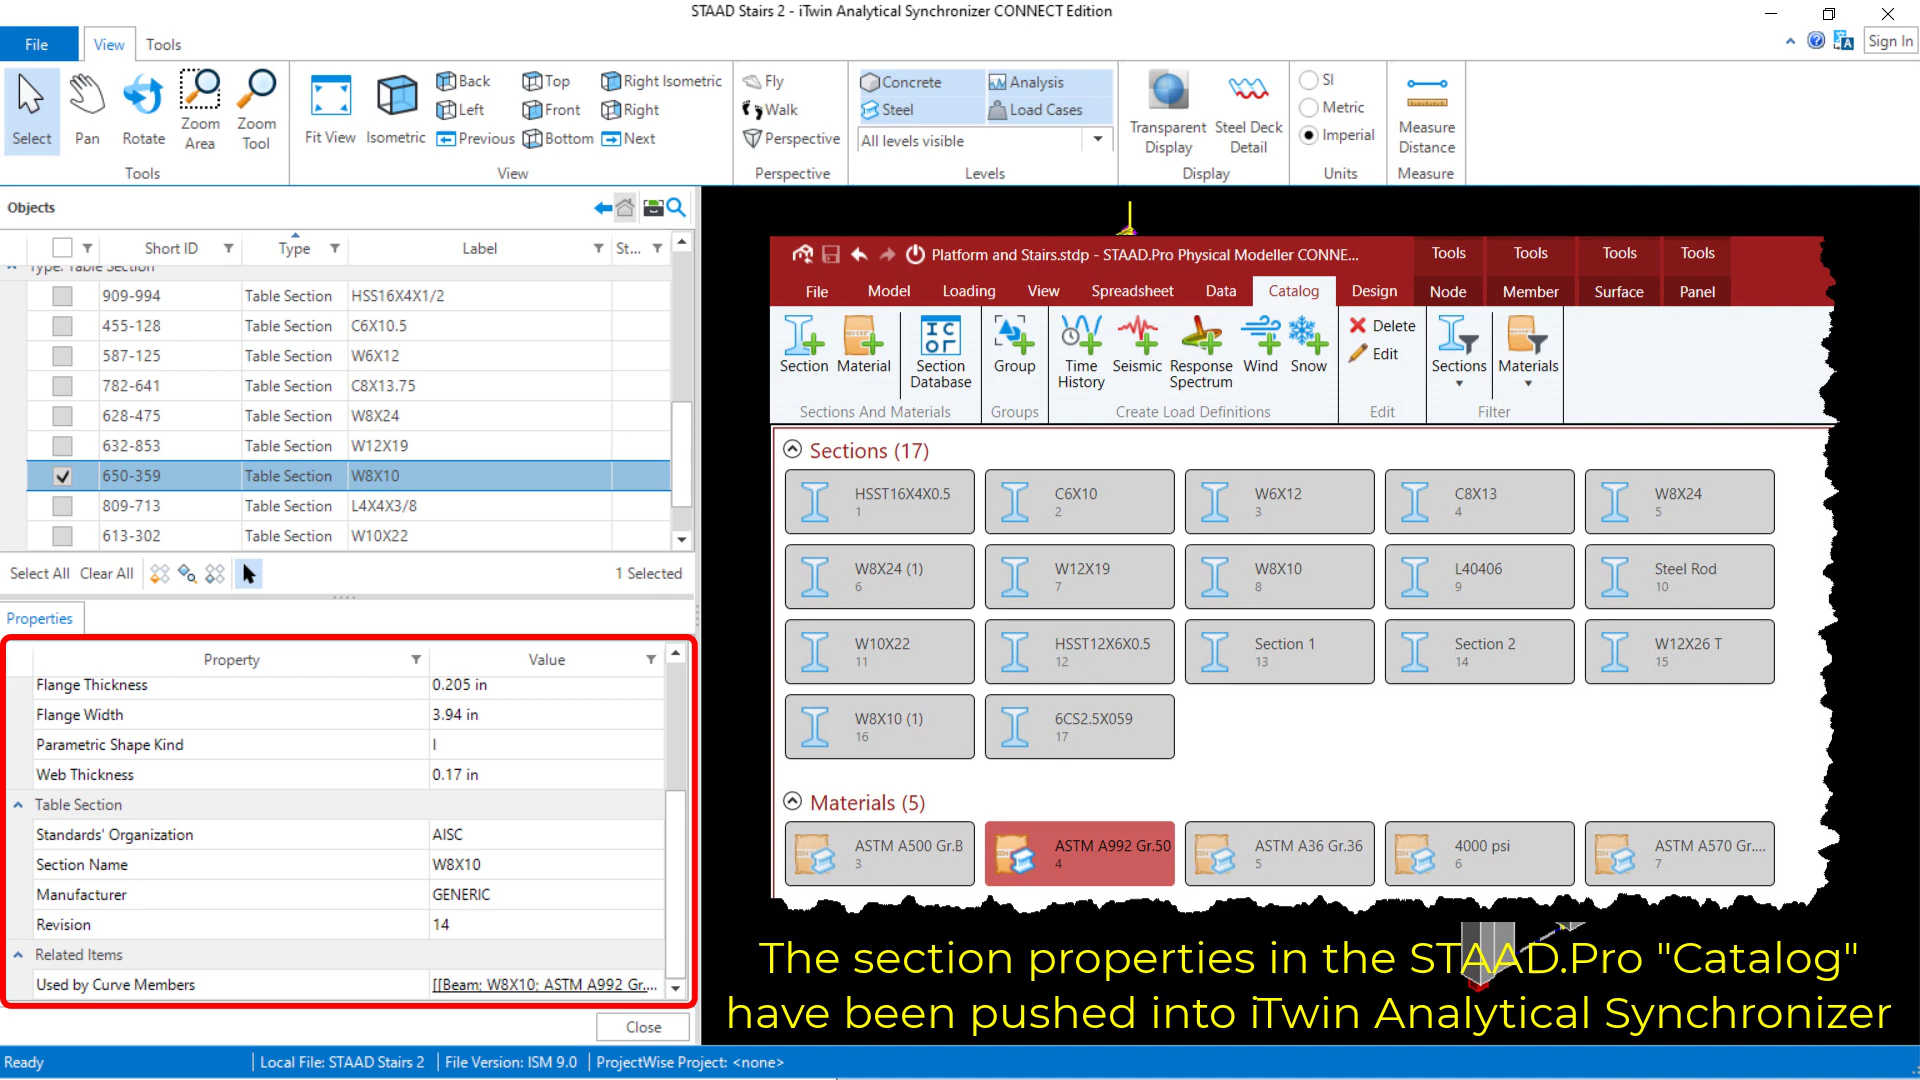 STAAD Stairs 2 - iTwin Analytical Synchronizer CONNECT Edition
File View Tools
Sign In
Select Pan Rotate Zoom Area Zoom Tool
Tools
Fit View Isometric
Back Top Right Isometric
Left Front Right
Previous Bottom Next
View
Fly
Walk
Perspective
Perspective
Concrete Analysis
Steel Load Cases
All levels visible
Levels
Transparent Display Steel Deck Detail
Display
SI
Metric
Imperial
Units
Measure Distance
Measure
Objects
Short ID Type Label St...
Type: Table Section
909-994 Table Section HSS16X4X1/2
455-128 Table Section C6X10.5
587-125 Table Section W6X12
782-641 Table Section C8X13.75
628-475 Table Section W8X24
632-853 Table Section W12X19
650-359 Table Section W8X10
809-713 Table Section L4X4X3/8
613-302 Table Section W10X22
Select All Clear All 1 Selected
Properties
Property Value
Flange Thickness 0.205 in
Flange Width 3.94 in
Parametric Shape Kind I
Web Thickness 0.17 in
Table Section
Standards' Organization AISC
Section Name W8X10
Manufacturer GENERIC
Revision 14
Related Items
Used by Curve Members [[Beam; W8X10; ASTM A992 Gr....
Close
Ready Local File: STAAD Stairs 2 File Version: ISM 9.0 ProjectWise Project: <none>
Platform and Stairs.stdp - STAAD.Pro Physical Modeller CONNE...
Tools Tools Tools Tools
File Model Loading View Spreadsheet Data Catalog Design Node Member Surface Panel
Section Material Section Database
Sections And Materials
Group
Groups
Time History Seismic Response Spectrum Wind Snow
Create Load Definitions
Delete
Edit
Edit
Sections Materials
Filter
Sections (17)
HSST16X4X0.5 C6X10 W6X12 C8X13 W8X24
1 2 3 4 5
W8X24 (1) W12X19 W8X10 L40406 Steel Rod
6 7 8 9 10
W10X22 HSST12X6X0.5 Section 1 Section 2 W12X26 T
11 12 13 14 15
W8X10 (1) 6CS2.5X059
16 17
Materials (5)
ASTM A500 Gr.B ASTM A992 Gr.50 ASTM A36 Gr.36 4000 psi ASTM A570 Gr....
3 4 5 6 7
The section properties in the STAAD.Pro "Catalog"
have been pushed into iTwin Analytical Synchronizer